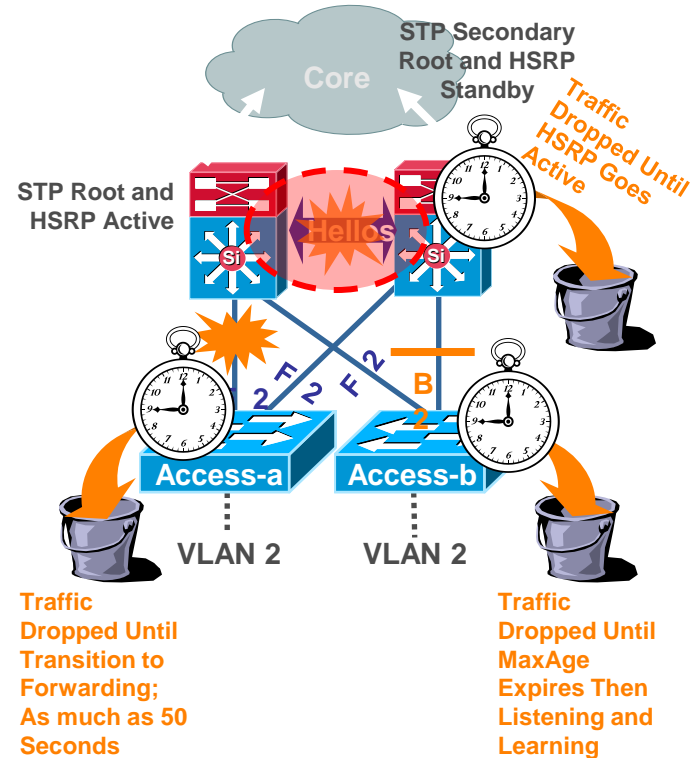 STP Secondary
Root and HSRP
Standby
Core
Traffic
Dropped Until
HSRP Goes
Active
STP Root and
HSRP Active
Hellos
Si
Si
F
2
F
2
B
2
2
Access-a
Access-b
VLAN 2
VLAN 2
Traffic
Dropped Until
Transition to
Forwarding;
As much as 50
Seconds
Traffic
Dropped Until
MaxAge
Expires Then
Listening and
Learning